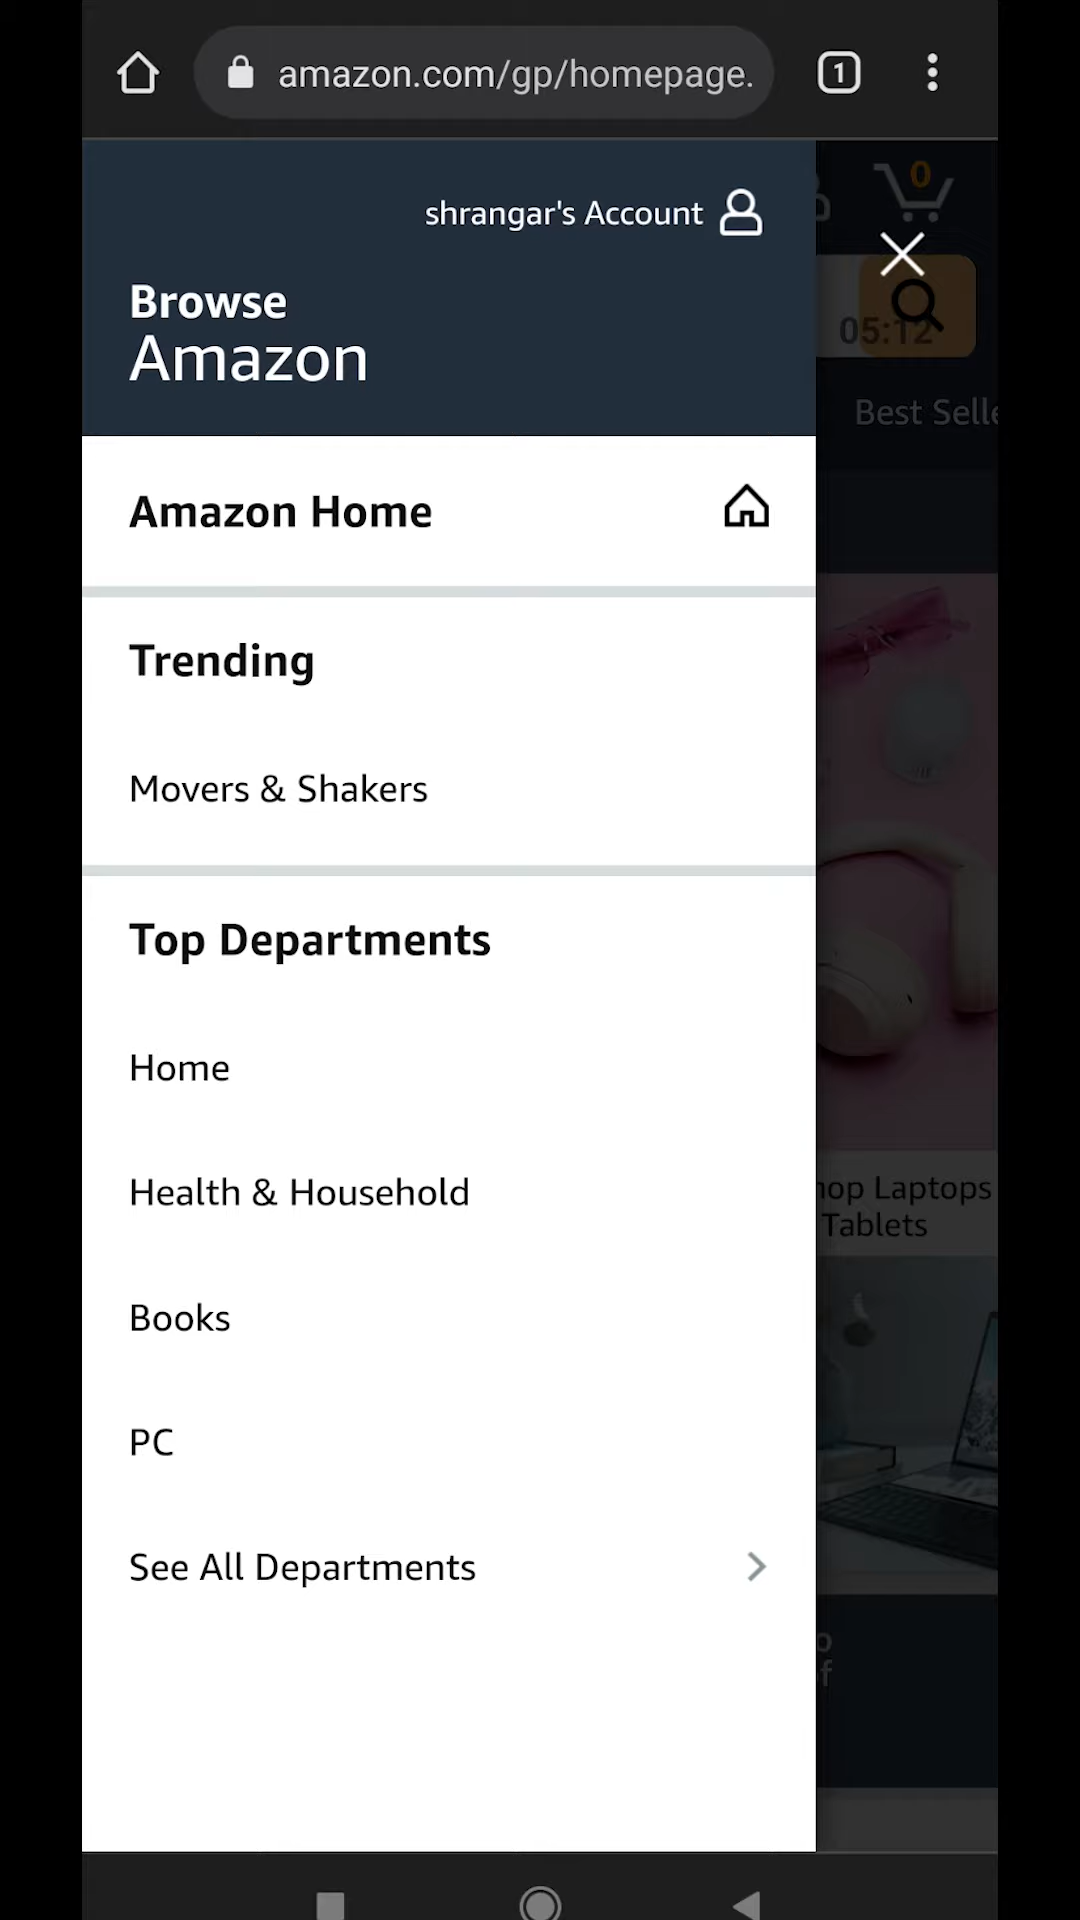 amazon.com/gp/homepage.
1
shrangar's Account
0
Browse
Amazon
05:12
Best Selle
Amazon Home
Trending
Movers & Shakers
Top Departments
Home
Health & Household
hop Laptops
Tablets
Books
PC
See All Departments